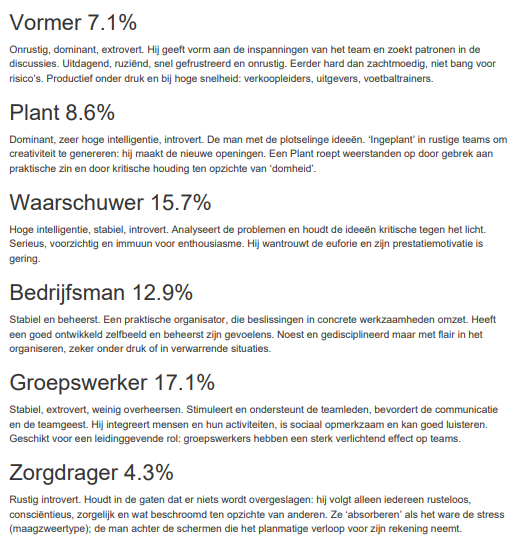 Vormer 7.1%
Onrustig, dominant, extrovert. Hij geeft vorm aan de inspanningen van het team en zoekt patronen in de
discussies. Uitdagend, ruziënd, snel gefrustreerd en onrustig. Eerder hard dan zachtmoedig, niet bang voor
risico's. Productief onder druk en bij hoge snelheid: verkoopleiders, uitgevers, voetbaltrainers.
Plant 8.6%
Dominant, zeer hoge intelligentie, introvert. De man met de plotselinge ideeën. 'Ingeplant' in rustige teams om
creativiteit te genereren: hij maakt de nieuwe openingen. Een Plant roept weerstanden op door gebrek aan
praktische zin en door kritische houding ten opzichte van 'domheid'.
Waarschuwer 15.7%
Hoge intelligentie, stabiel, introvert. Analyseert de problemen en houdt de ideeën kritische tegen het licht.
Serieus, voorzichtig en immuun voor enthousiasme. Hij wantrouwt de euforie en zijn prestatiemotivatie is
gering.
Bedrijfsman 12.9%
Stabiel en beheerst. Een praktische organisator, die beslissingen in concrete werkzaamheden omzet. Heeft
een goed ontwikkeld zelfbeeld en beheerst zijn gevoelens. Noest en gedisciplineerd maar met flair in het
organiseren, zeker onder druk of in verwarrende situaties.
Groepswerker 17.1%
Stabiel, extrovert, weinig overheersen. Stimuleert en ondersteunt de teamleden, bevordert de communicatie
en de teamgeest. Hij integreert mensen en hun activiteiten, is sociaal opmerkzaam en kan goed luisteren.
Geschikt voor een leidinggevende rol: groepswerkers hebben een sterk verlichtend effect op teams.
Zorgdrager 4.3%
Rustig introvert. Houdt in de gaten dat er niets wordt overgeslagen: hij volgt alleen iedereen rusteloos,
consciëntieus, zorgelijk en wat beschroomd ten opzichte van anderen. Ze 'absorberen' als het ware de stress
(maagzweertype); de man achter de schermen die het planmatige verloop voor zijn rekening neemt.